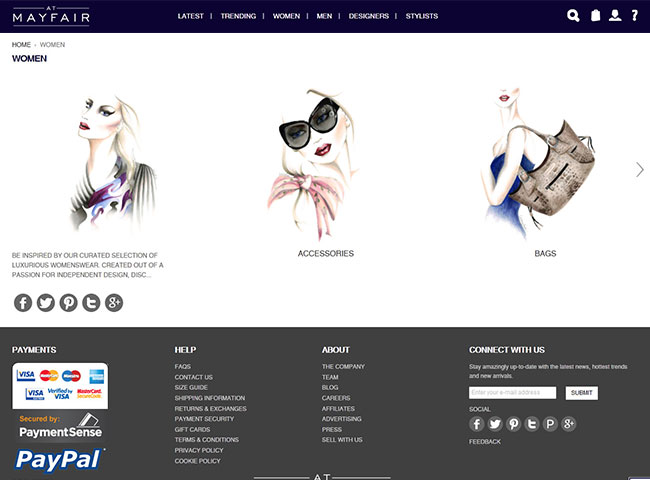 AT
MAYFAIR
LATEST | TRENDING | WOMEN | MEN | DESIGNERS | STYLISTS
?
HOME › WOMEN
WOMEN
BE INSPIRED BY OUR CURATED SELECTION OF
LUXURIOUS WOMENSWEAR. CREATED OUT OF A
PASSION FOR INDEPENDENT DESIGN, DISC...
ACCESSORIES
BAGS
PAYMENTS
VISA
MasterCard
Maestro
VISA
Verified by
VISA
MasterCard.
SecureCode.
Secured by:
PaymentSense
PayPal
HELP
FAQS
CONTACT US
SIZE GUIDE
SHIPPING INFORMATION
RETURNS & EXCHANGES
PAYMENT SECURITY
GIFT CARDS
TERMS & CONDITIONS
PRIVACY POLICY
COOKIE POLICY
ABOUT
THE COMPANY
TEAM
BLOG
CAREERS
AFFILIATES
ADVERTISING
PRESS
SELL WITH US
CONNECT WITH US
Stay amazingly up-to-date with the latest news, hottest trends
and new arrivals.
Enter your e-mail address
SUBMIT
SOCIAL
FEEDBACK
AT